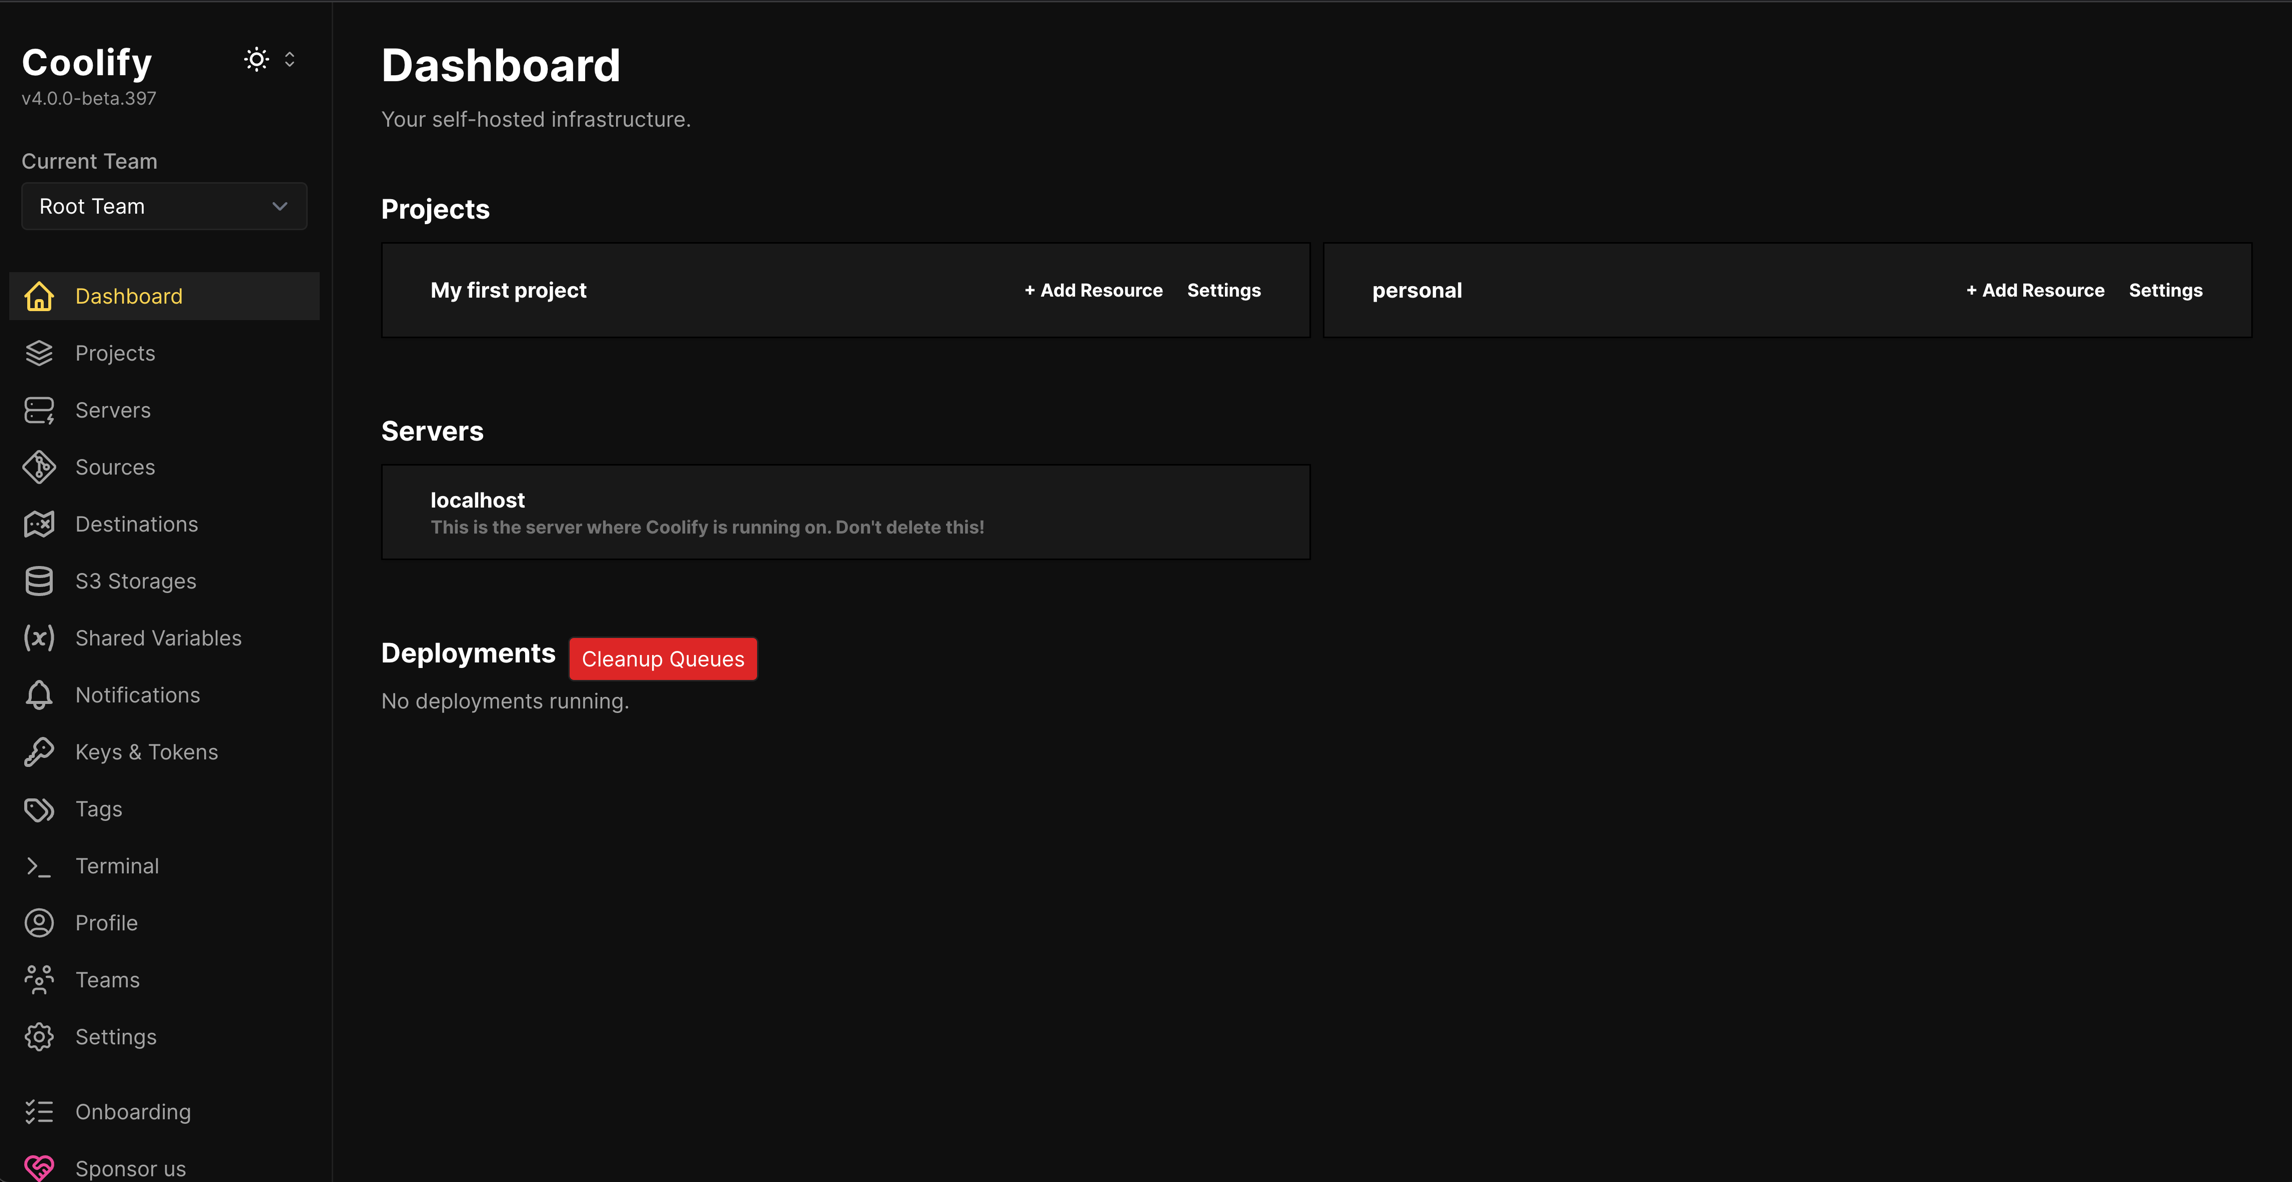 Coolify
v4.0.0-beta.397
Current Team
Root Team
Dashboard
Projects
Servers
Sources
Destinations
S3 Storages
Shared Variables
Notifications
Keys & Tokens
Tags
Terminal
Profile
Teams
Settings
Onboarding
Sponsor us
Dashboard
Your self-hosted infrastructure.
Projects
My first project + Add Resource Settings
personal + Add Resource Settings
Servers
localhost
This is the server where Coolify is running on. Don't delete this!
Deployments Cleanup Queues
No deployments running.